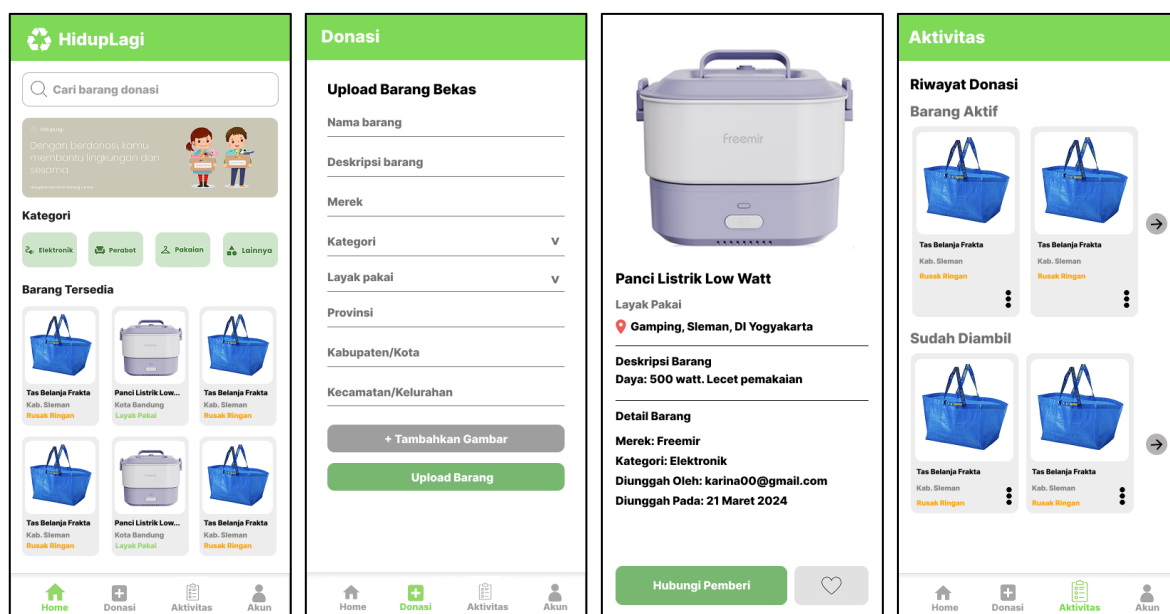 HidupLagi
Cari barang donasi
HidupLagi
Dengan berdonasi, kamu
membantu lingkungan dan
sesama.
Kategori
Elektronik
Perabot
Pakaian
Lainnya
Barang Tersedia
Tas Belanja Frakta
Kab. Sleman
Rusak Ringan
Panci Listrik Low...
Kota Bandung
Layak Pakai
Tas Belanja Frakta
Kab. Sleman
Rusak Ringan
Tas Belanja Frakta
Kab. Sleman
Rusak Ringan
Panci Listrik Low...
Kota Bandung
Layak Pakai
Tas Belanja Frakta
Kab. Sleman
Rusak Ringan
Home
Donasi
Aktivitas
Akun
Donasi
Upload Barang Bekas
Nama barang
Deskripsi barang
Merek
Kategori v
Layak pakai v
Provinsi
Kabupaten/Kota
Kecamatan/Kelurahan
+ Tambahkan Gambar
Upload Barang
Home
Donasi
Aktivitas
Akun
Freemir
Panci Listrik Low Watt
Layak Pakai
Gamping, Sleman, DI Yogyakarta
Deskripsi Barang
Daya: 500 watt. Lecet pemakaian
Detail Barang
Merek: Freemir
Kategori: Elektronik
Diunggah Oleh: karina00@gmail.com
Diunggah Pada: 21 Maret 2024
Hubungi Pemberi
Aktivitas
Riwayat Donasi
Barang Aktif
Tas Belanja Frakta
Kab. Sleman
Rusak Ringan
Tas Belanja Frakta
Kab. Sleman
Rusak Ringan
Sudah Diambil
Tas Belanja Frakta
Kab. Sleman
Rusak Ringan
Tas Belanja Frakta
Kab. Sleman
Rusak Ringan
Home
Donasi
Aktivitas
Akun